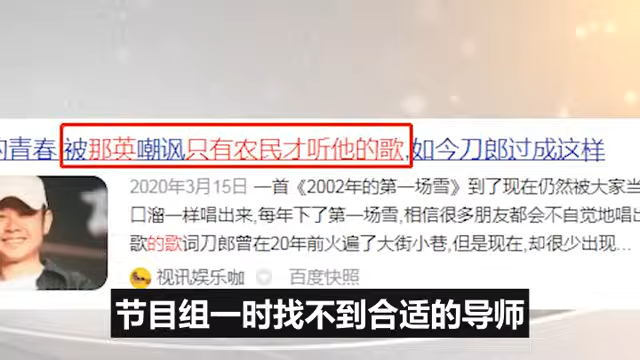 的青春,被那英嘲讽只有农民才听他的歌,如今刀郎过成这样
2020年3月15日 一首《2002年的第一场雪》到了现在仍然被大家当
口溜一样唱出来,每年下了第一场雪,相信很多朋友都会不自觉地唱出
歌的歌词刀郎曾在20年前火遍了大街小巷,但是现在,却很少出现...
视讯娱乐咖 百度快照
节目组一时找不到合适的导师